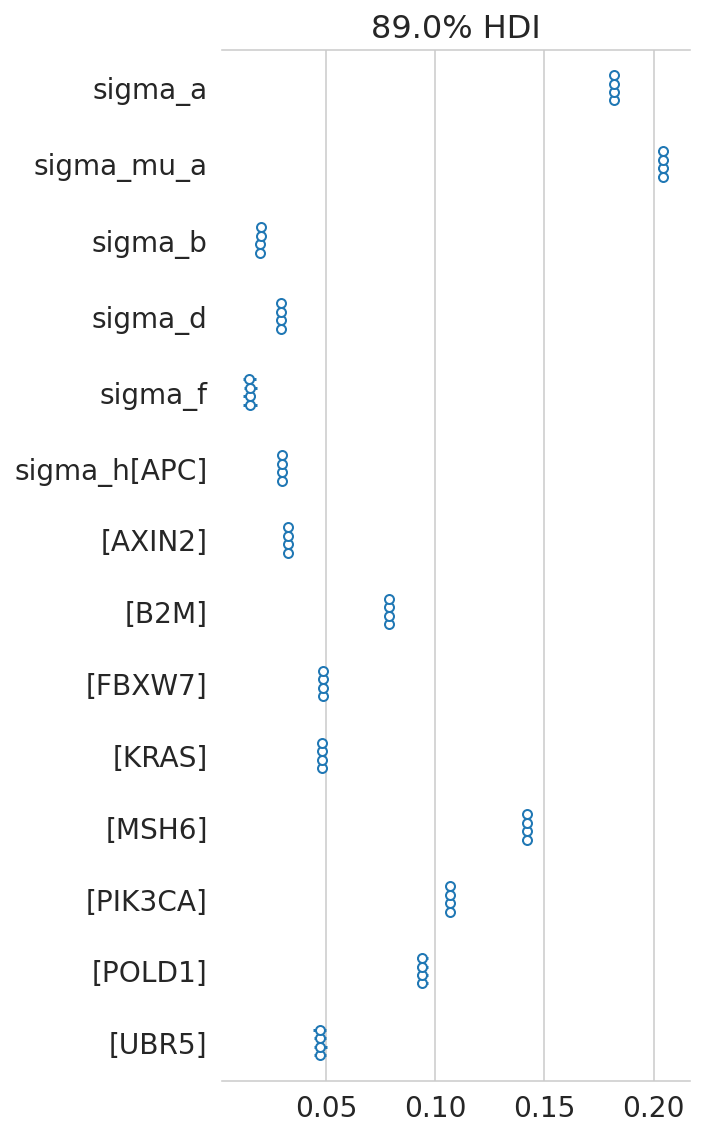 89.0% HDI
sigma_a
sigma_mu_a
sigma_b
sigma_d
sigma_f
sigma_h[APC]
[AXIN2]
[B2M]
[FBXW7]
[KRAS]
[MSH6]
[PIK3CA]
[POLD1]
[UBR5]
0.05 0.10 0.15 0.20